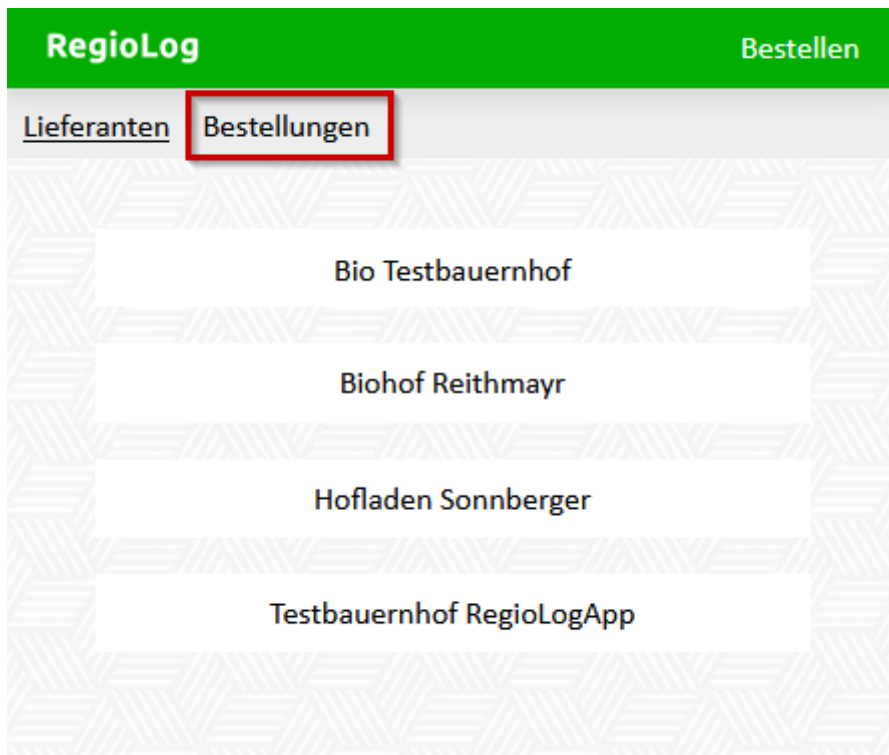 RegioLog Bestellen
Lieferanten Bestellungen
Bio Testbauernhof
Biohof Reithmayr
Hofladen Sonnberger
Testbauernhof RegioLogApp